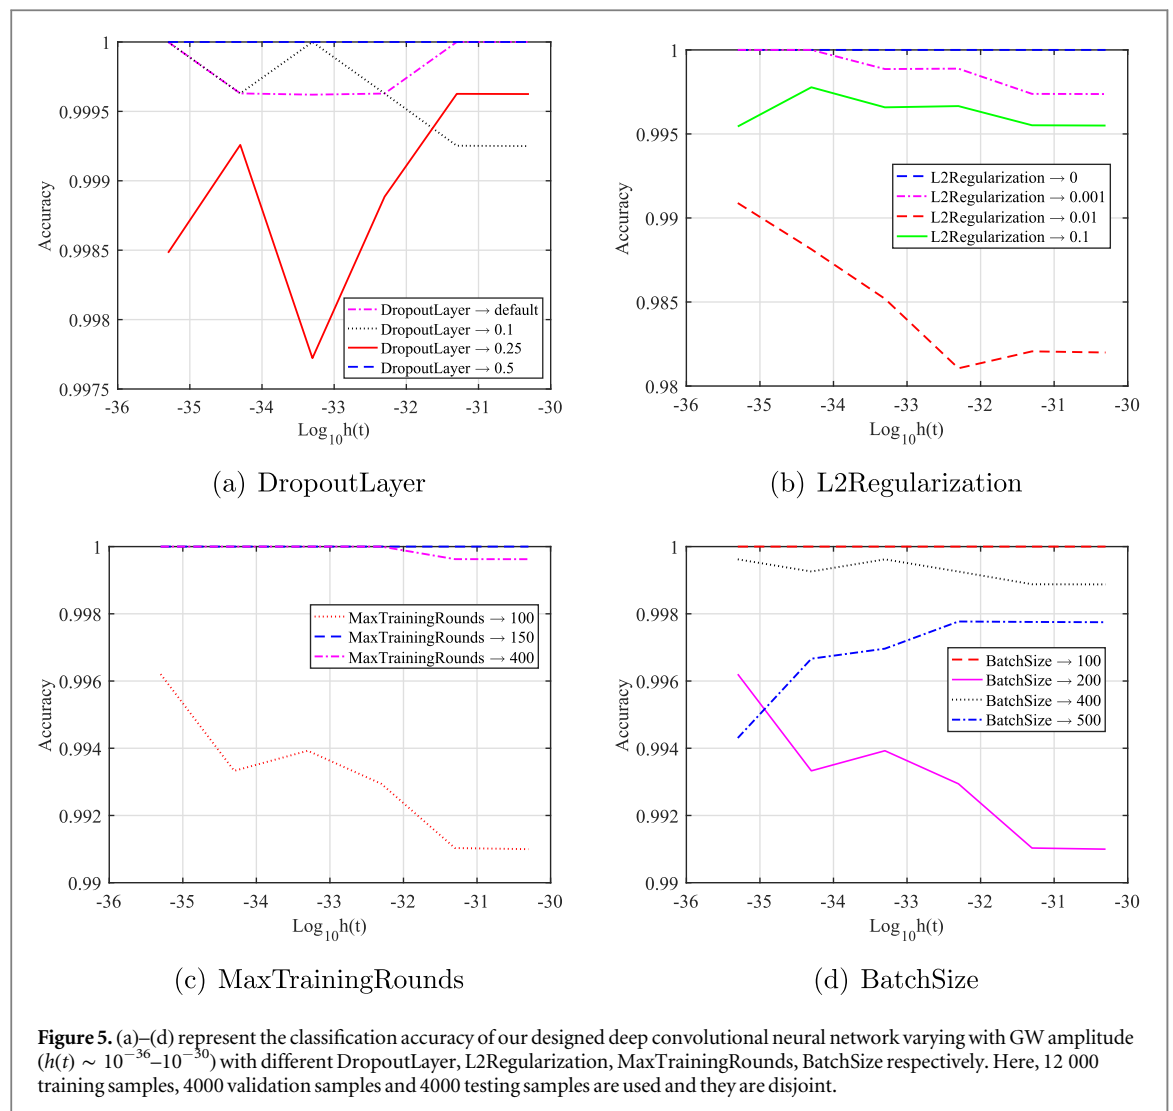 1
0.9995
0.999
0.9985
0.998
0.9975
Accuracy
DropoutLayer → default
DropoutLayer → 0.1
DropoutLayer → 0.25
DropoutLayer → 0.5
-36 -35 -34 -33 -32 -31 -30
Log10h(t)
(a) DropoutLayer
1
0.995
0.99
0.985
0.98
Accuracy
L2Regularization → 0
L2Regularization → 0.001
L2Regularization → 0.01
L2Regularization → 0.1
-36 -35 -34 -33 -32 -31 -30
Log10h(t)
(b) L2Regularization
1
0.998
0.996
0.994
0.992
0.99
Accuracy
MaxTrainingRounds → 100
MaxTrainingRounds → 150
MaxTrainingRounds → 400
-36 -35 -34 -33 -32 -31 -30
Log10h(t)
(c) MaxTrainingRounds
1
0.998
0.996
0.994
0.992
0.99
Accuracy
BatchSize → 100
BatchSize → 200
BatchSize → 400
BatchSize → 500
-36 -35 -34 -33 -32 -31 -30
Log10h(t)
(d) BatchSize
Figure 5. (a)–(d) represent the classification accuracy of our designed deep convolutional neural network varying with GW amplitude
(h(t) ∼ 10−36–10−30) with different DropoutLayer, L2Regularization, MaxTrainingRounds, BatchSize respectively. Here, 12 000
training samples, 4000 validation samples and 4000 testing samples are used and they are disjoint.